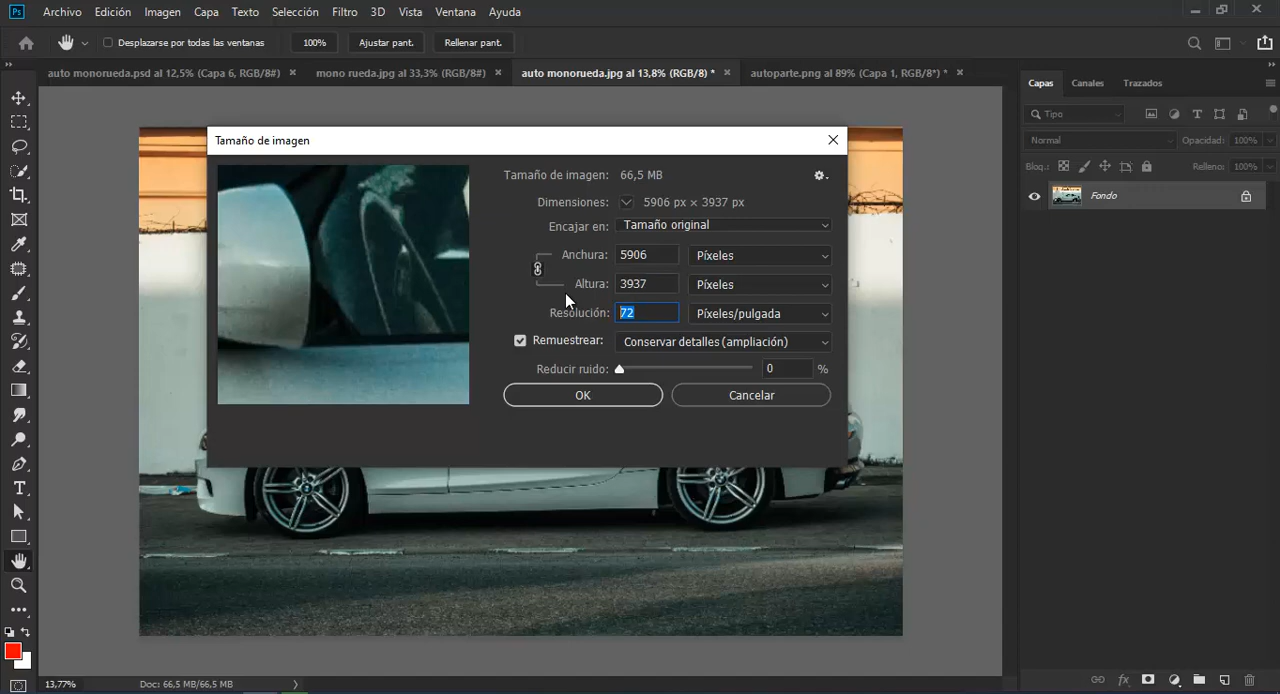 Ps Archivo Edición Imagen Capa Texto Selección Filtro 3D Vista Ventana Ayuda
Desplazarse por todas las ventanas 100% Ajustar pant. Rellenar pant.
auto monorueda.psd al 12,5% (Capa 6, RGB/8#) × mono rueda.jpg al 33,3% (RGB/8#) × auto monorueda.jpg al 13,8% (RGB/8) * × autoparte.png al 89% (Capa 1, RGB/8*) * ×
Capas Canales Trazados
Tipo
Normal Opacidad: 100%
Bloq.: Relleno: 100%
Fondo
Tamaño de imagen
Tamaño de imagen: 66,5 MB
Dimensiones: 5906 px × 3937 px
Encajar en: Tamaño original
Anchura: 5906 Píxeles
Altura: 3937 Píxeles
Resolución: 72 Píxeles/pulgada
Remuestrear: Conservar detalles (ampliación)
Reducir ruido: 0 %
OK Cancelar
13,77% Doc: 66,5 MB/66,5 MB
fx